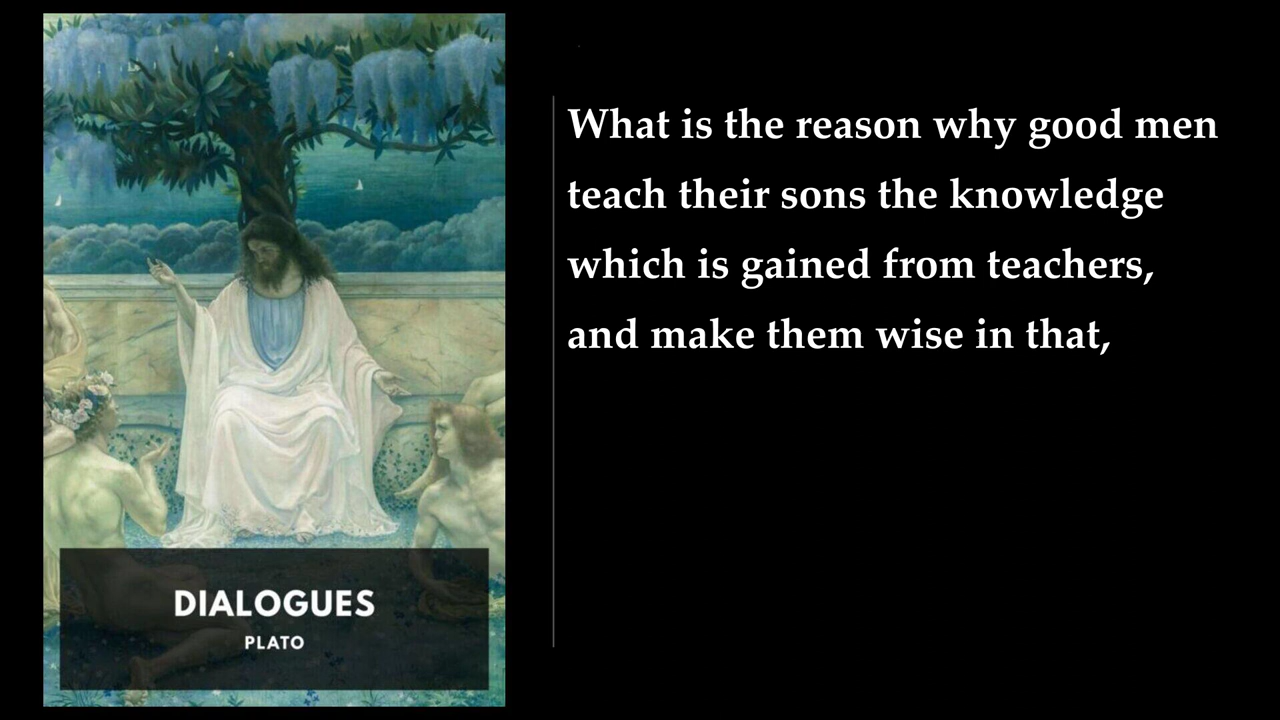 What is the reason why good men
teach their sons the knowledge
which is gained from teachers,
and make them wise in that,
DIALOGUES
PLATO